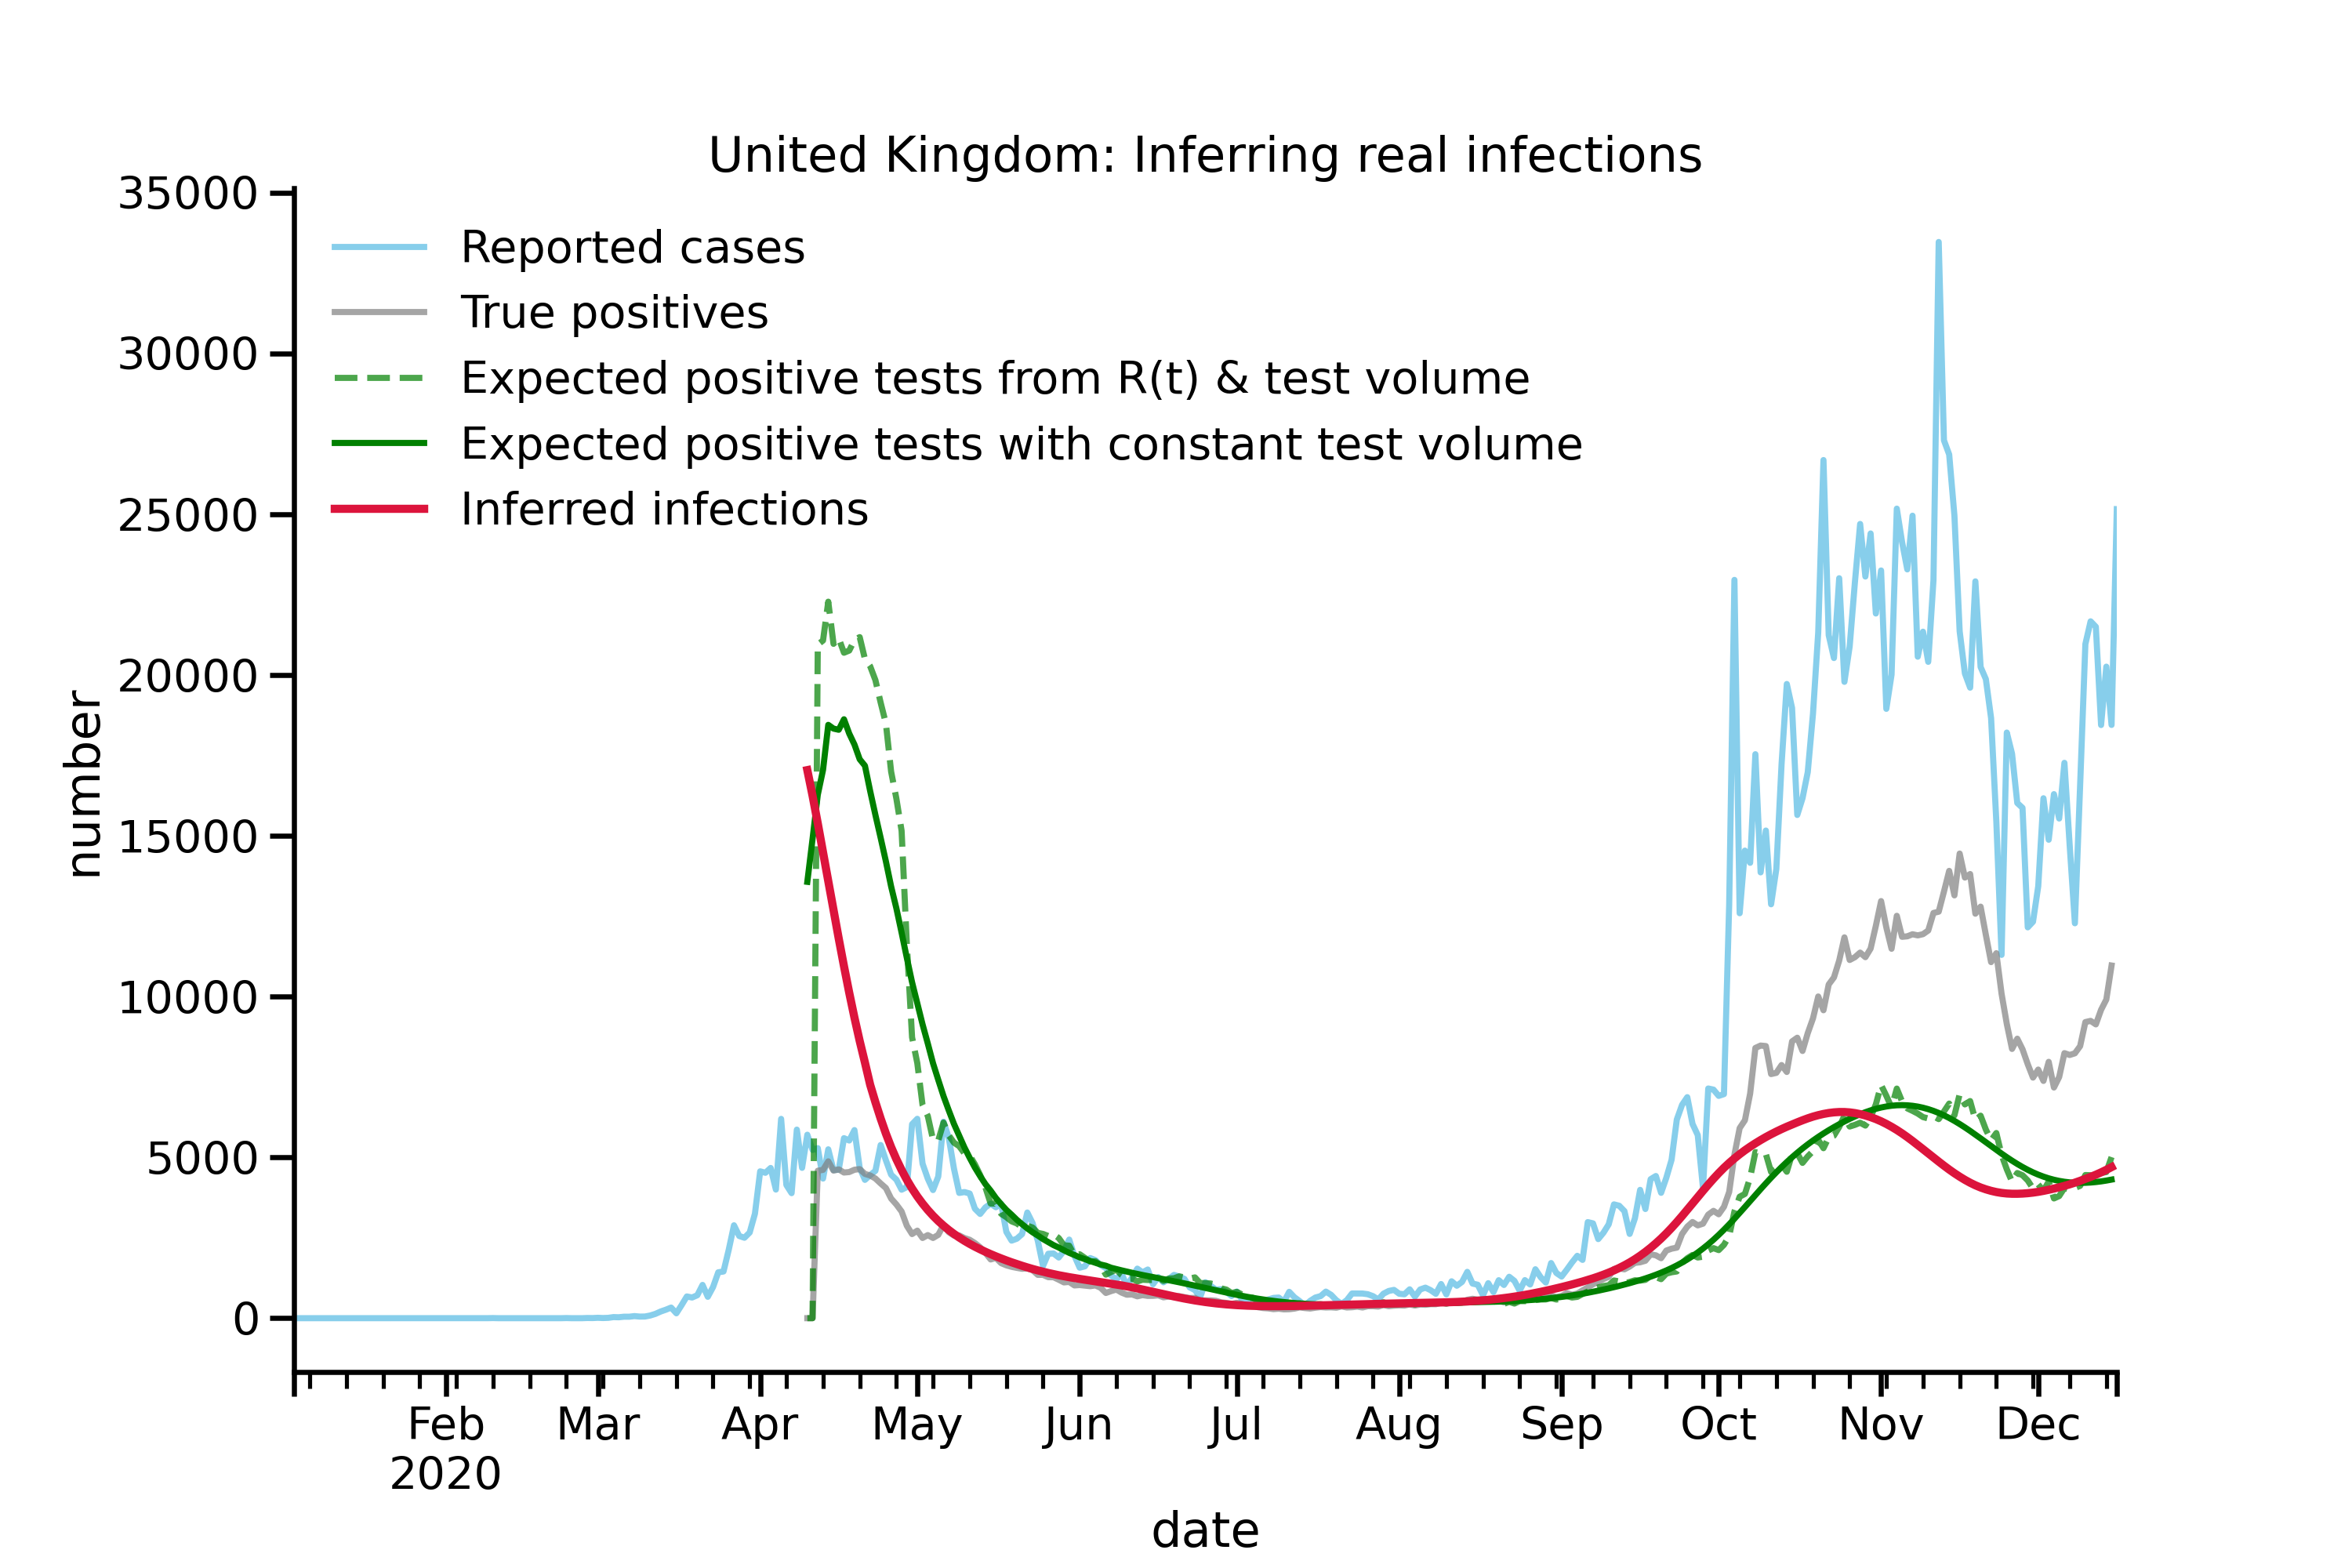 United Kingdom: Inferring real infections
35000
30000
25000
20000
15000
10000
5000
0
number
Reported cases
True positives
Expected positive tests from R(t) & test volume
Expected positive tests with constant test volume
Inferred infections
Feb Mar Apr May Jun Jul Aug Sep Oct Nov Dec
2020
date